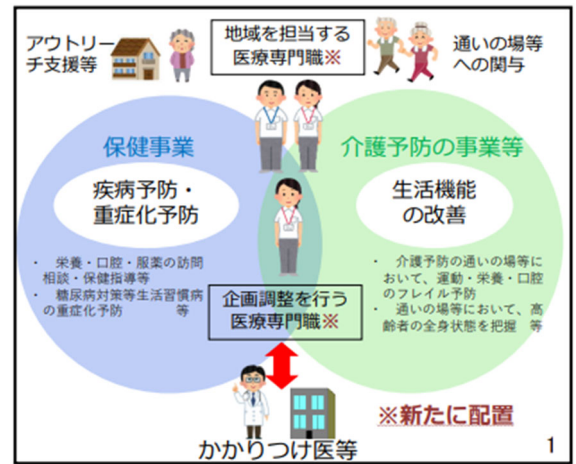 アウトリー
チ支援等
地域を担当する
医療専門職※
通いの場等
への関与
保健事業
介護予防の事業等
疾病予防・
重症化予防
生活機能
の改善
・ 栄養・口腔・服薬の訪問
相談・保健指導等
・ 糖尿病対策等生活習慣病
の重症化予防 等
・ 介護予防の通いの場等に
おいて、運動・栄養・口腔
のフレイル予防
・ 通いの場等において、高
齢者の全身状態を把握 等
企画調整を行う
医療専門職※
※新たに配置
かかりつけ医等
1